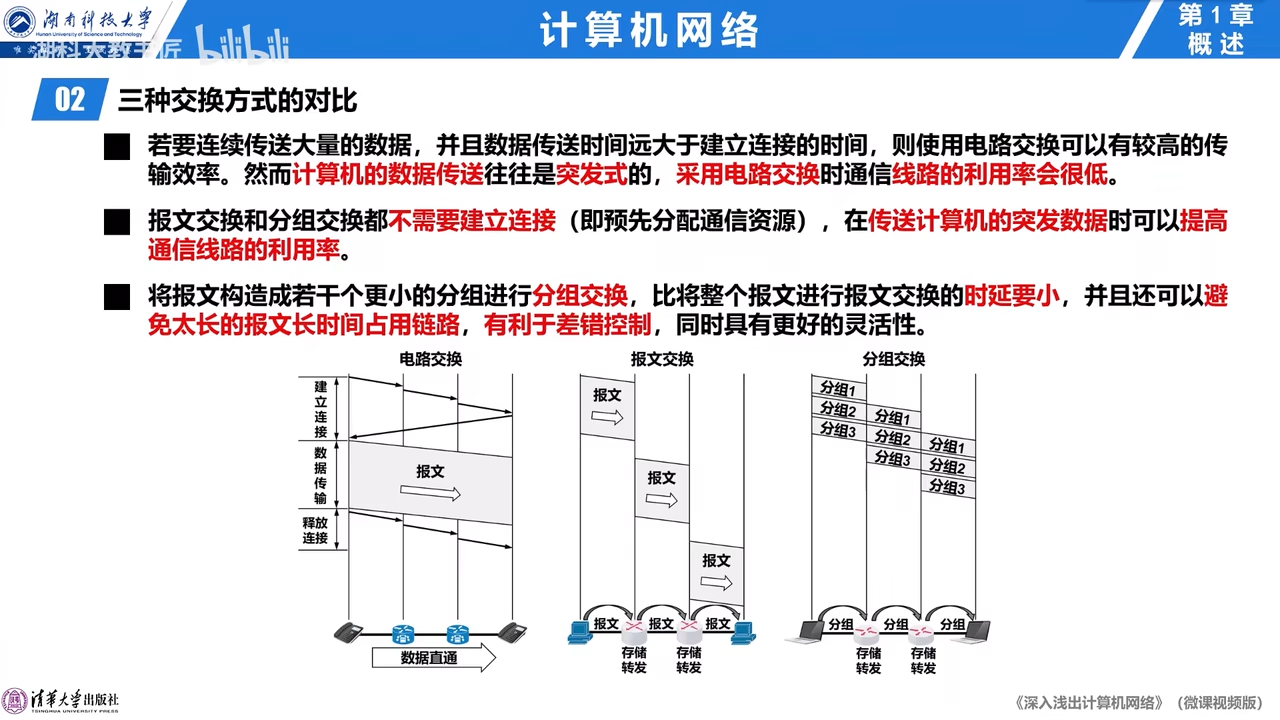 湖南科技大学
Hunan University of Science and Technology
湖科大教书匠 bilibili
计算机网络
第1章
概述
02 三种交换方式的对比
若要连续传送大量的数据，并且数据传送时间远大于建立连接的时间，则使用电路交换可以有较高的传
输效率。然而计算机的数据传送往往是突发式的，采用电路交换时通信线路的利用率会很低。
报文交换和分组交换都不需要建立连接（即预先分配通信资源），在传送计算机的突发数据时可以提高
通信线路的利用率。
将报文构造成若干个更小的分组进行分组交换，比将整个报文进行报文交换的时延要小，并且还可以避
免太长的报文长时间占用链路，有利于差错控制，同时具有更好的灵活性。
电路交换
建立连接
数据传输
释放
连接
报文
数据直通
报文交换
报文
报文
报文
报文 报文 报文
存储
转发
存储
转发
分组交换
分组1
分组2
分组3
分组1
分组2
分组3
分组1
分组2
分组3
分组 分组 分组
存储
转发
存储
转发
清华大学出版社
TSINGHUA UNIVERSITY PRESS
《深入浅出计算机网络》（微课视频版）